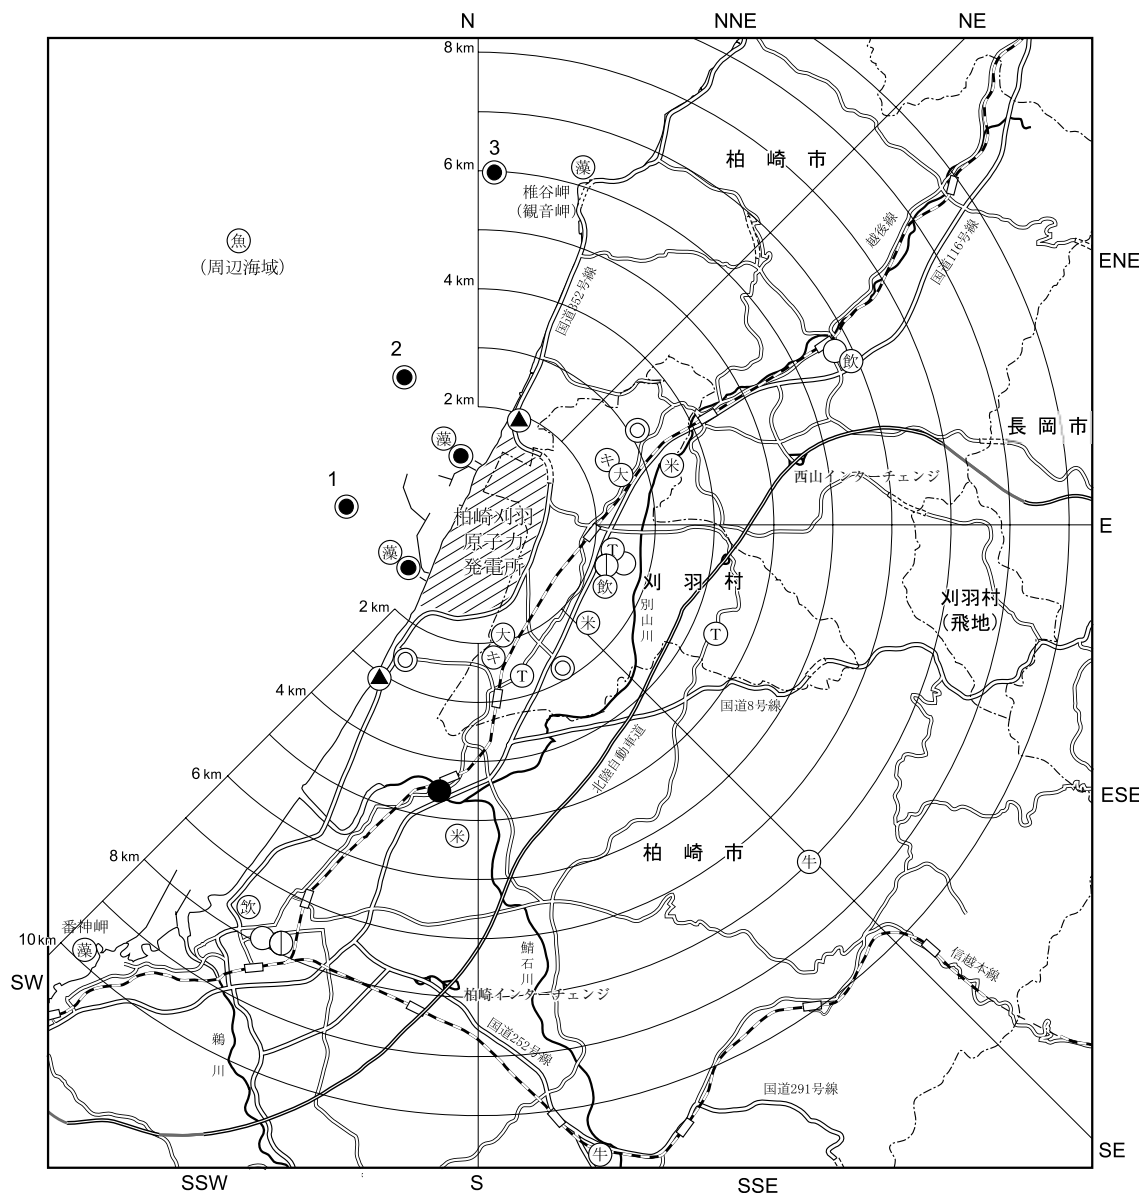 N
NNE
NE
8 km
3
6 km
藻
柏崎市
椎谷岬
(観音岬)
魚
(周辺海域)
越後線
国道116号線
ENE
4 km
国道352号線
2
飲
2 km
長岡市
藻
キ
大
米
西山インターチェンジ
1
柏崎刈羽
原子力
発電所
E
藻
T
飲
刈羽村
刈羽村
(飛地)
2 km
別山川
米
大
キ
T
T
4 km
国道8号線
北陸自動車道
6 km
ESE
米
柏崎市
8 km
牛
飲
番神岬
10 km
藻
鯖石川
信越本線
SW
柏崎インターチェンジ
国道252号線
鵜川
国道291号線
牛
SE
SSW
S
SSE